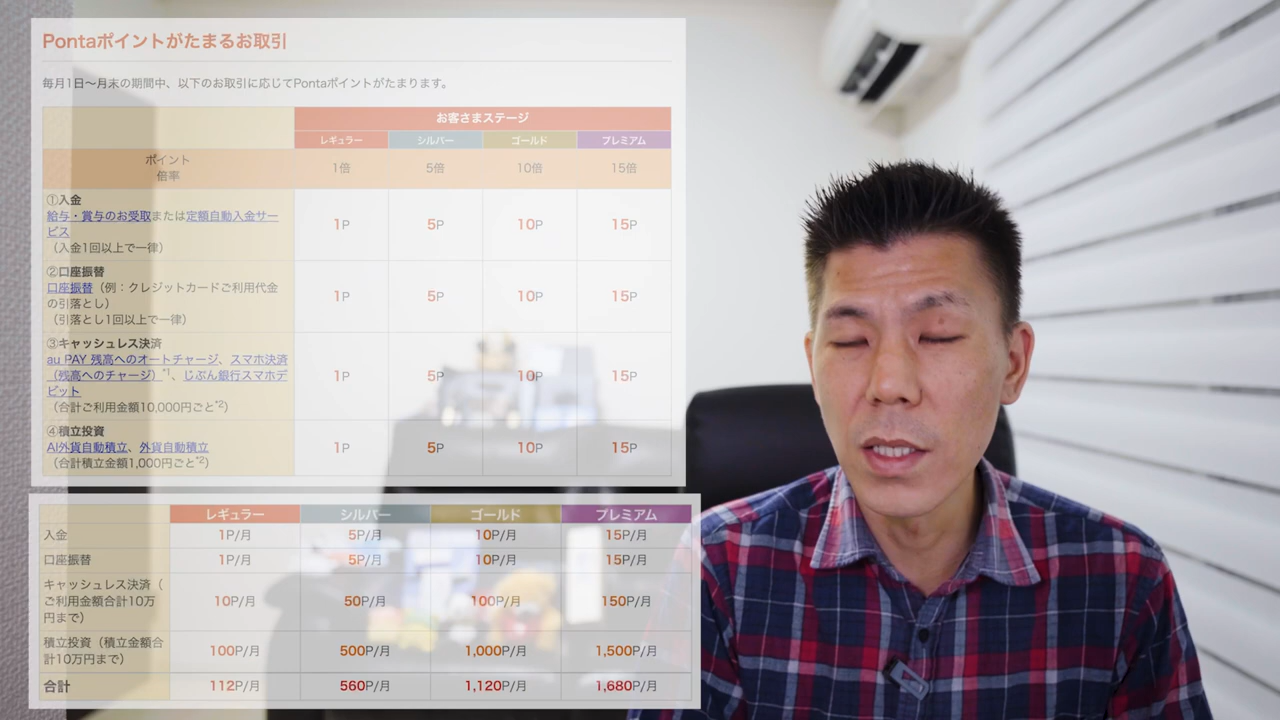 Pontaポイントがたまるお取引
毎月1日〜月末の期間中、以下のお取引に応じてPontaポイントがたまります。
お客さまステージ
レギュラー シルバー ゴールド プレミアム
ポイント
倍率
1倍 5倍 10倍 15倍
①入金
給与・賞与のお受取または定額自動入金サー
ビス
（入金1回以上で一律）
1P 5P 10P 15P
②口座振替
口座振替（例：クレジットカードご利用代金
の引落とし）
（引落とし1回以上で一律）
1P 5P 10P 15P
③キャッシュレス決済
au PAY 残高へのオートチャージ、スマホ決済
（残高へのチャージ）*1、じぶん銀行スマホデ
ビット
（合計ご利用金額10,000円ごと*2）
1P 5P 10P 15P
④積立投資
AI外貨自動積立、外貨自動積立
（合計積立金額1,000円ごと*2）
1P 5P 10P 15P
レギュラー シルバー ゴールド プレミアム
入金 1P/月 5P/月 10P/月 15P/月
口座振替 1P/月 5P/月 10P/月 15P/月
キャッシュレス決済（
ご利用金額合計10万
円まで）
10P/月 50P/月 100P/月 150P/月
積立投資（積立金額合
計10万円まで）
100P/月 500P/月 1,000P/月 1,500P/月
合計 112P/月 560P/月 1,120P/月 1,680P/月